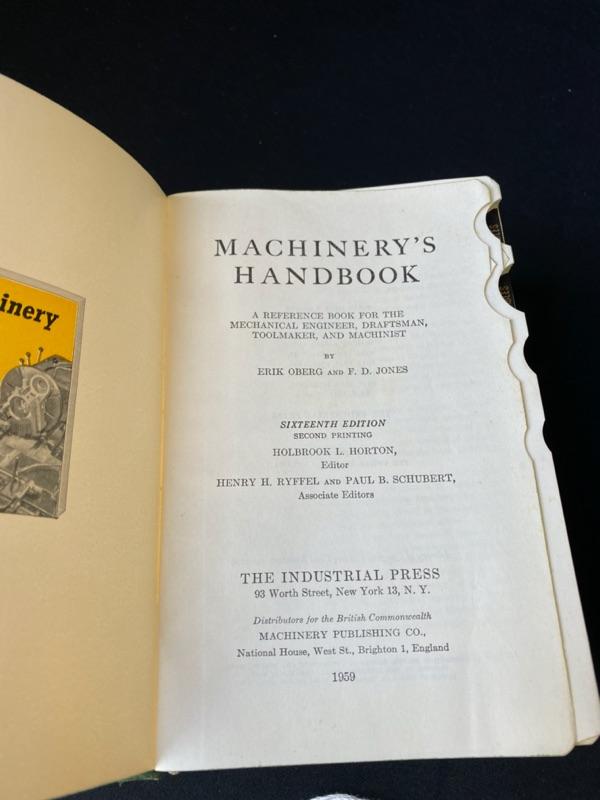 inery
MACHINERY'S
HANDBOOK
A REFERENCE BOOK FOR THE
MECHANICAL ENGINEER, DRAFTSMAN,
TOOLMAKER, AND MACHINIST
BY
ERIK OBERG AND F. D. JONES
SIXTEENTH EDITION
SECOND PRINTING
HOLBROOK L. HORTON,
Editor
HENRY H. RYFFEL AND PAUL B. SCHUBERT,
Associate Editors
THE INDUSTRIAL PRESS
93 Worth Street, New York 13, N. Y.
Distributors for the British Commonwealth
MACHINERY PUBLISHING CO.,
National House, West St., Brighton 1, England
1959